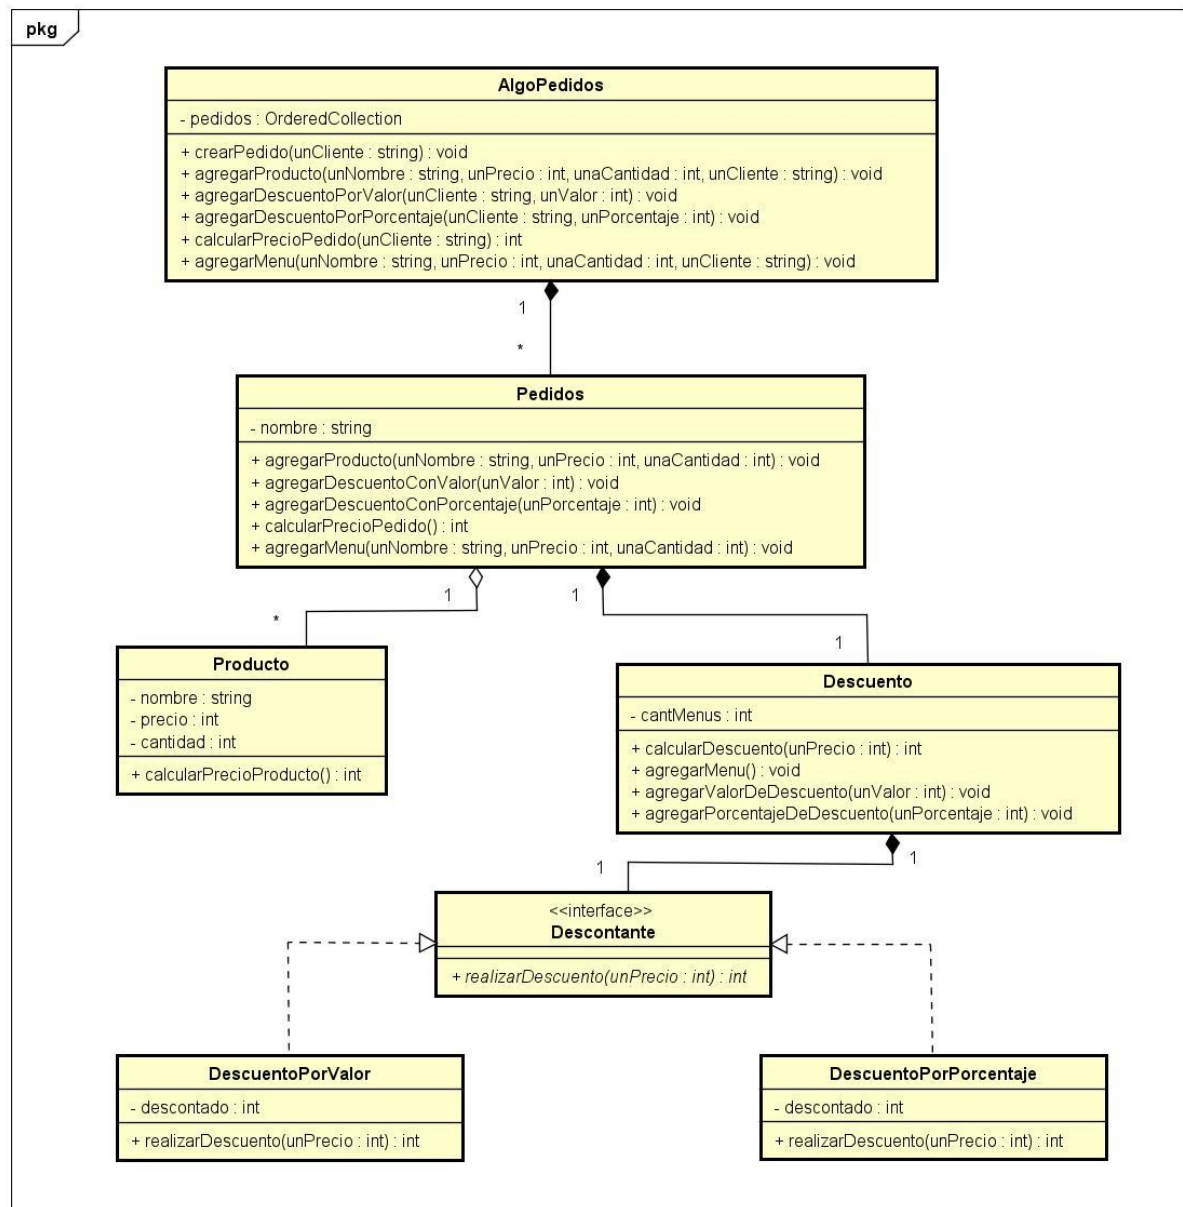 pkg
AlgoPedidos
- pedidos : OrderedCollection
+ crearPedido(unCliente : string) : void
+ agregarProducto(unNombre : string, unPrecio : int, unaCantidad : int, unCliente : string) : void
+ agregarDescuentoPorValor(unCliente : string, unValor : int) : void
+ agregarDescuentoPorPorcentaje(unCliente : string, unPorcentaje : int) : void
+ calcularPrecioPedido(unCliente : string) : int
+ agregarMenu(unNombre : string, unPrecio : int, unaCantidad : int, unCliente : string) : void
1
*
Pedidos
- nombre : string
+ agregarProducto(unNombre : string, unPrecio : int, unaCantidad : int) : void
+ agregarDescuentoConValor(unValor : int) : void
+ agregarDescuentoConPorcentaje(unPorcentaje : int) : void
+ calcularPrecioPedido() : int
+ agregarMenu(unNombre : string, unPrecio : int, unaCantidad : int) : void
1
1
*
1
Producto
- nombre : string
- precio : int
- cantidad : int
+ calcularPrecioProducto() : int
Descuento
- cantMenus : int
+ calcularDescuento(unPrecio : int) : int
+ agregarMenu() : void
+ agregarValorDeDescuento(unValor : int) : void
+ agregarPorcentajeDeDescuento(unPorcentaje : int) : void
1
1
<<interface>>
Descontante
+ realizarDescuento(unPrecio : int) : int
DescuentoPorValor
- descontado : int
+ realizarDescuento(unPrecio : int) : int
DescuentoPorPorcentaje
- descontado : int
+ realizarDescuento(unPrecio : int) : int